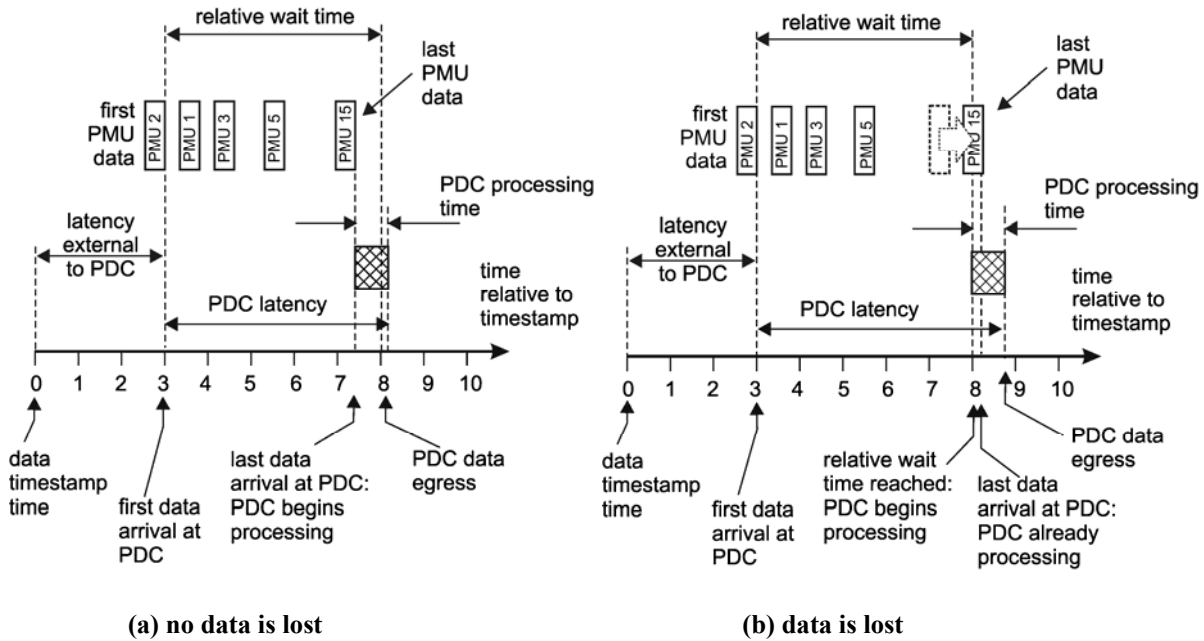 relative wait time
last
PMU
data
first
PMU
data
PMU 2
PMU 1
PMU 3
PMU 5
PMU 15
PDC processing
time
latency
external
to PDC
time
relative to
timestamp
PDC latency
0 1 2 3 4 5 6 7 8 9 10
data
timestamp
time
first data
arrival at
PDC
last data
arrival at PDC:
PDC begins
processing
PDC data
egress
(a) no data is lost
relative wait time
last
PMU
data
first
PMU
data
PMU 2
PMU 1
PMU 3
PMU 5
PMU 15
PDC processing
time
latency
external
to PDC
time
relative to
timestamp
PDC latency
0 1 2 3 4 5 6 7 8 9 10
data
timestamp
time
first data
arrival at
PDC
relative wait
time reached:
PDC begins
processing
last data
arrival at PDC:
PDC already
processing
PDC data
egress
(b) data is lost